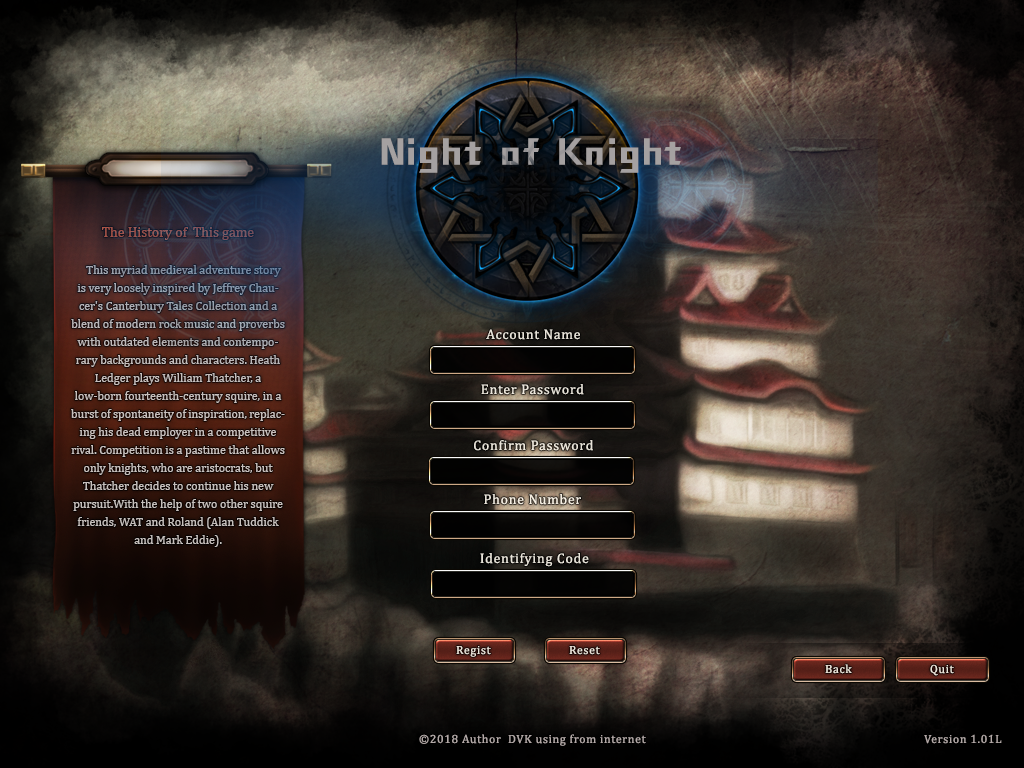 Night of Knight
The History of This game
This myriad medieval adventure story
is very loosely inspired by Jeffrey Chau-
cer's Canterbury Tales Collection and a
blend of modern rock music and proverbs
with outdated elements and contempo-
rary backgrounds and characters. Heath
Ledger plays William Thatcher, a
low-born fourteenth-century squire, in a
burst of spontaneity of inspiration, replac-
ing his dead employer in a competitive
rival. Competition is a pastime that allows
only knights, who are aristocrats, but
Thatcher decides to continue his new
pursuit.With the help of two other squire
friends, WAT and Roland (Alan Tuddick
and Mark Eddie).
Account Name
Enter Password
Confirm Password
Phone Number
Identifying Code
Regist
Reset
Back
Quit
©2018 Author DVK using from internet
Version 1.01L